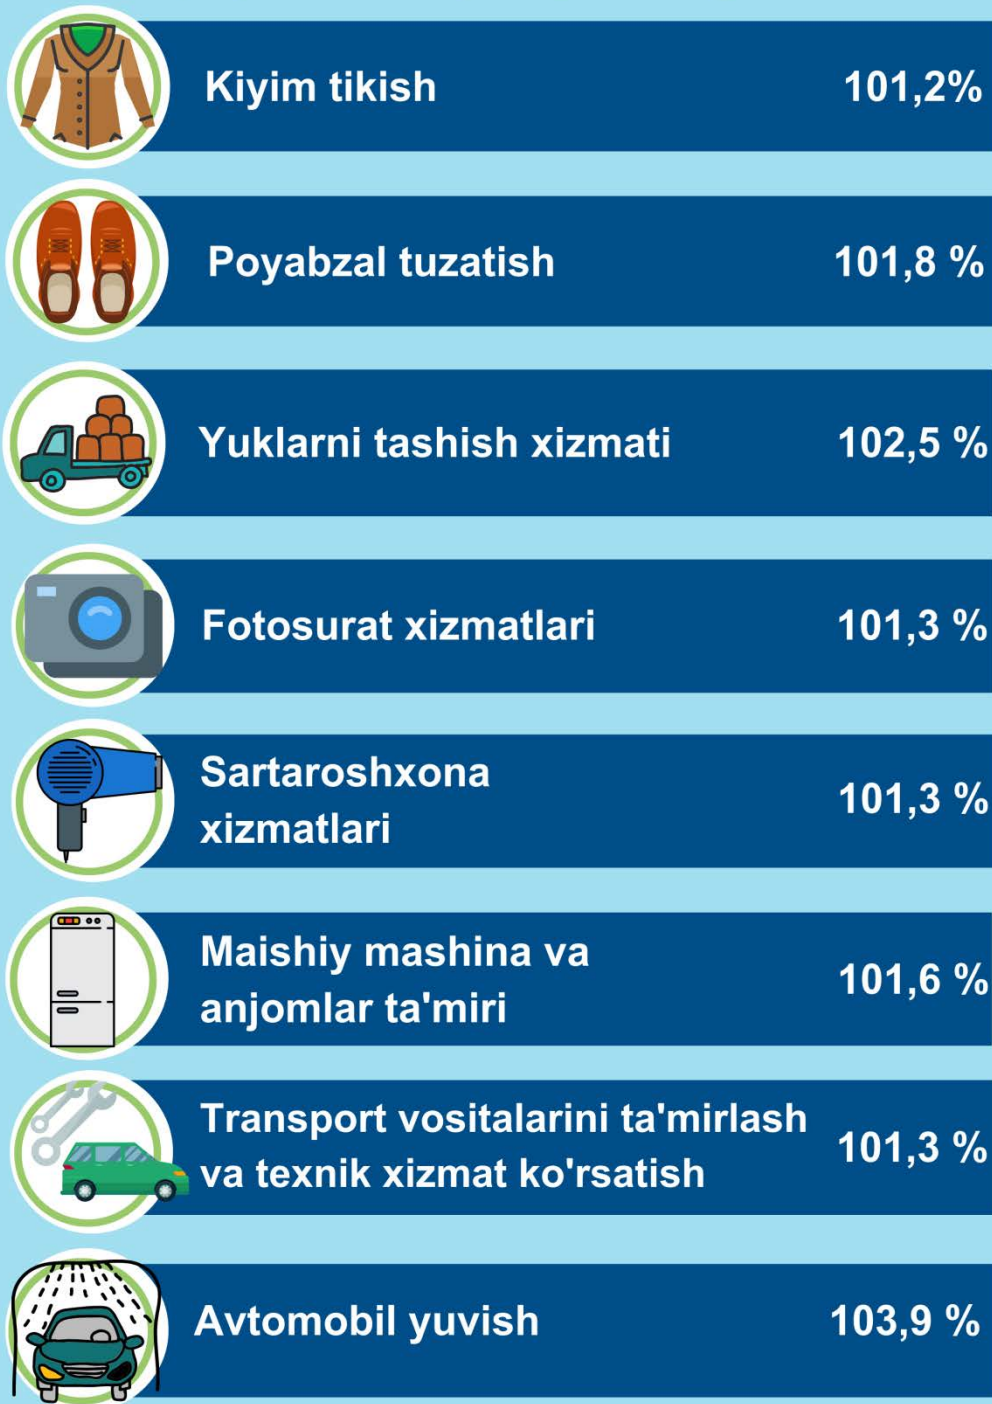 Kiyim tikish 101,2%
Poyabzal tuzatish 101,8 %
Yuklarni tashish xizmati 102,5 %
Fotosurat xizmatlari 101,3 %
Sartaroshxona
xizmatlari 101,3 %
Maishiy mashina va
anjomlar ta'miri 101,6 %
Transport vositalarini ta'mirlash
va texnik xizmat ko'rsatish 101,3 %
Avtomobil yuvish 103,9 %